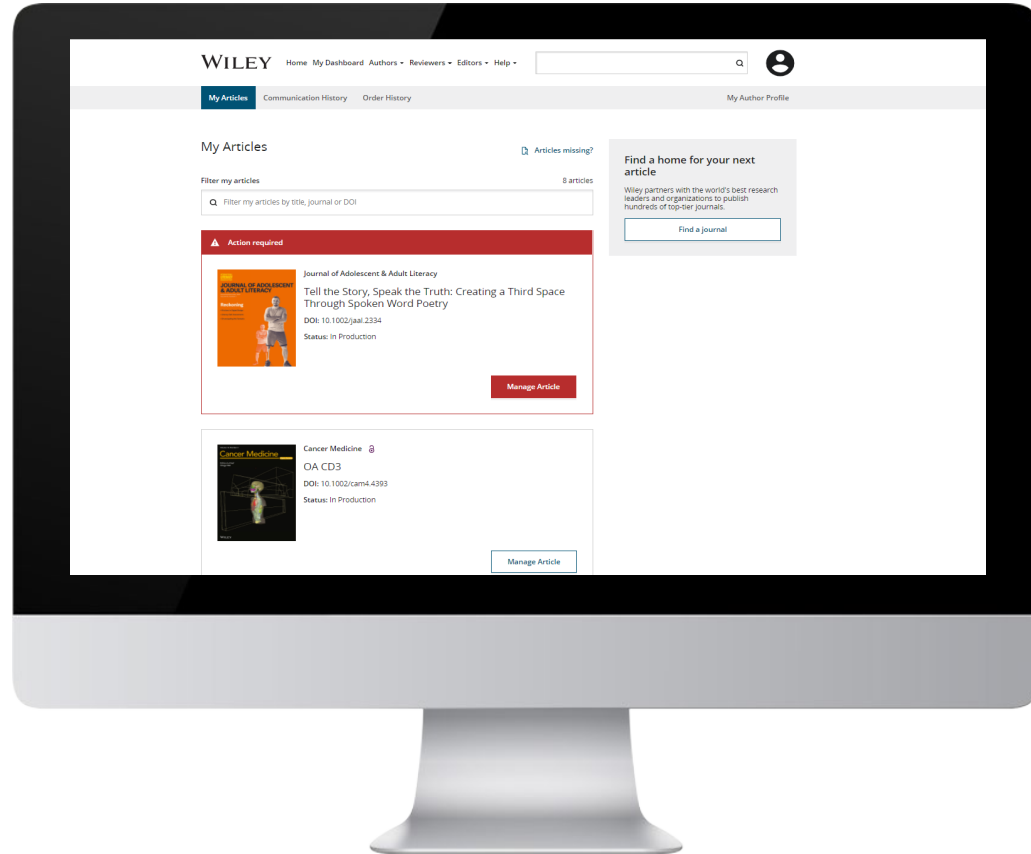 WILEY Home My Dashboard Authors Reviewers Editors Help
My Articles Communication History Order History My Author Profile
My Articles
Articles missing?
Filter my articles
8 articles
Filter my articles by title, journal or DOI
Action required
JOURNAL OF ADOLESCENT
& ADULT LITERACY
Reckoning
Journal of Adolescent & Adult Literacy
Tell the Story, Speak the Truth: Creating a Third Space
Through Spoken Word Poetry
DOI: 10.1002/jaal.2334
Status: In Production
Manage Article
Cancer Medicine
WILEY
Cancer Medicine
OA CD3
DOI: 10.1002/cam4.4393
Status: In Production
Manage Article
Find a home for your next
article
Wiley partners with the world's best research
leaders and organizations to publish
hundreds of top-tier journals.
Find a journal